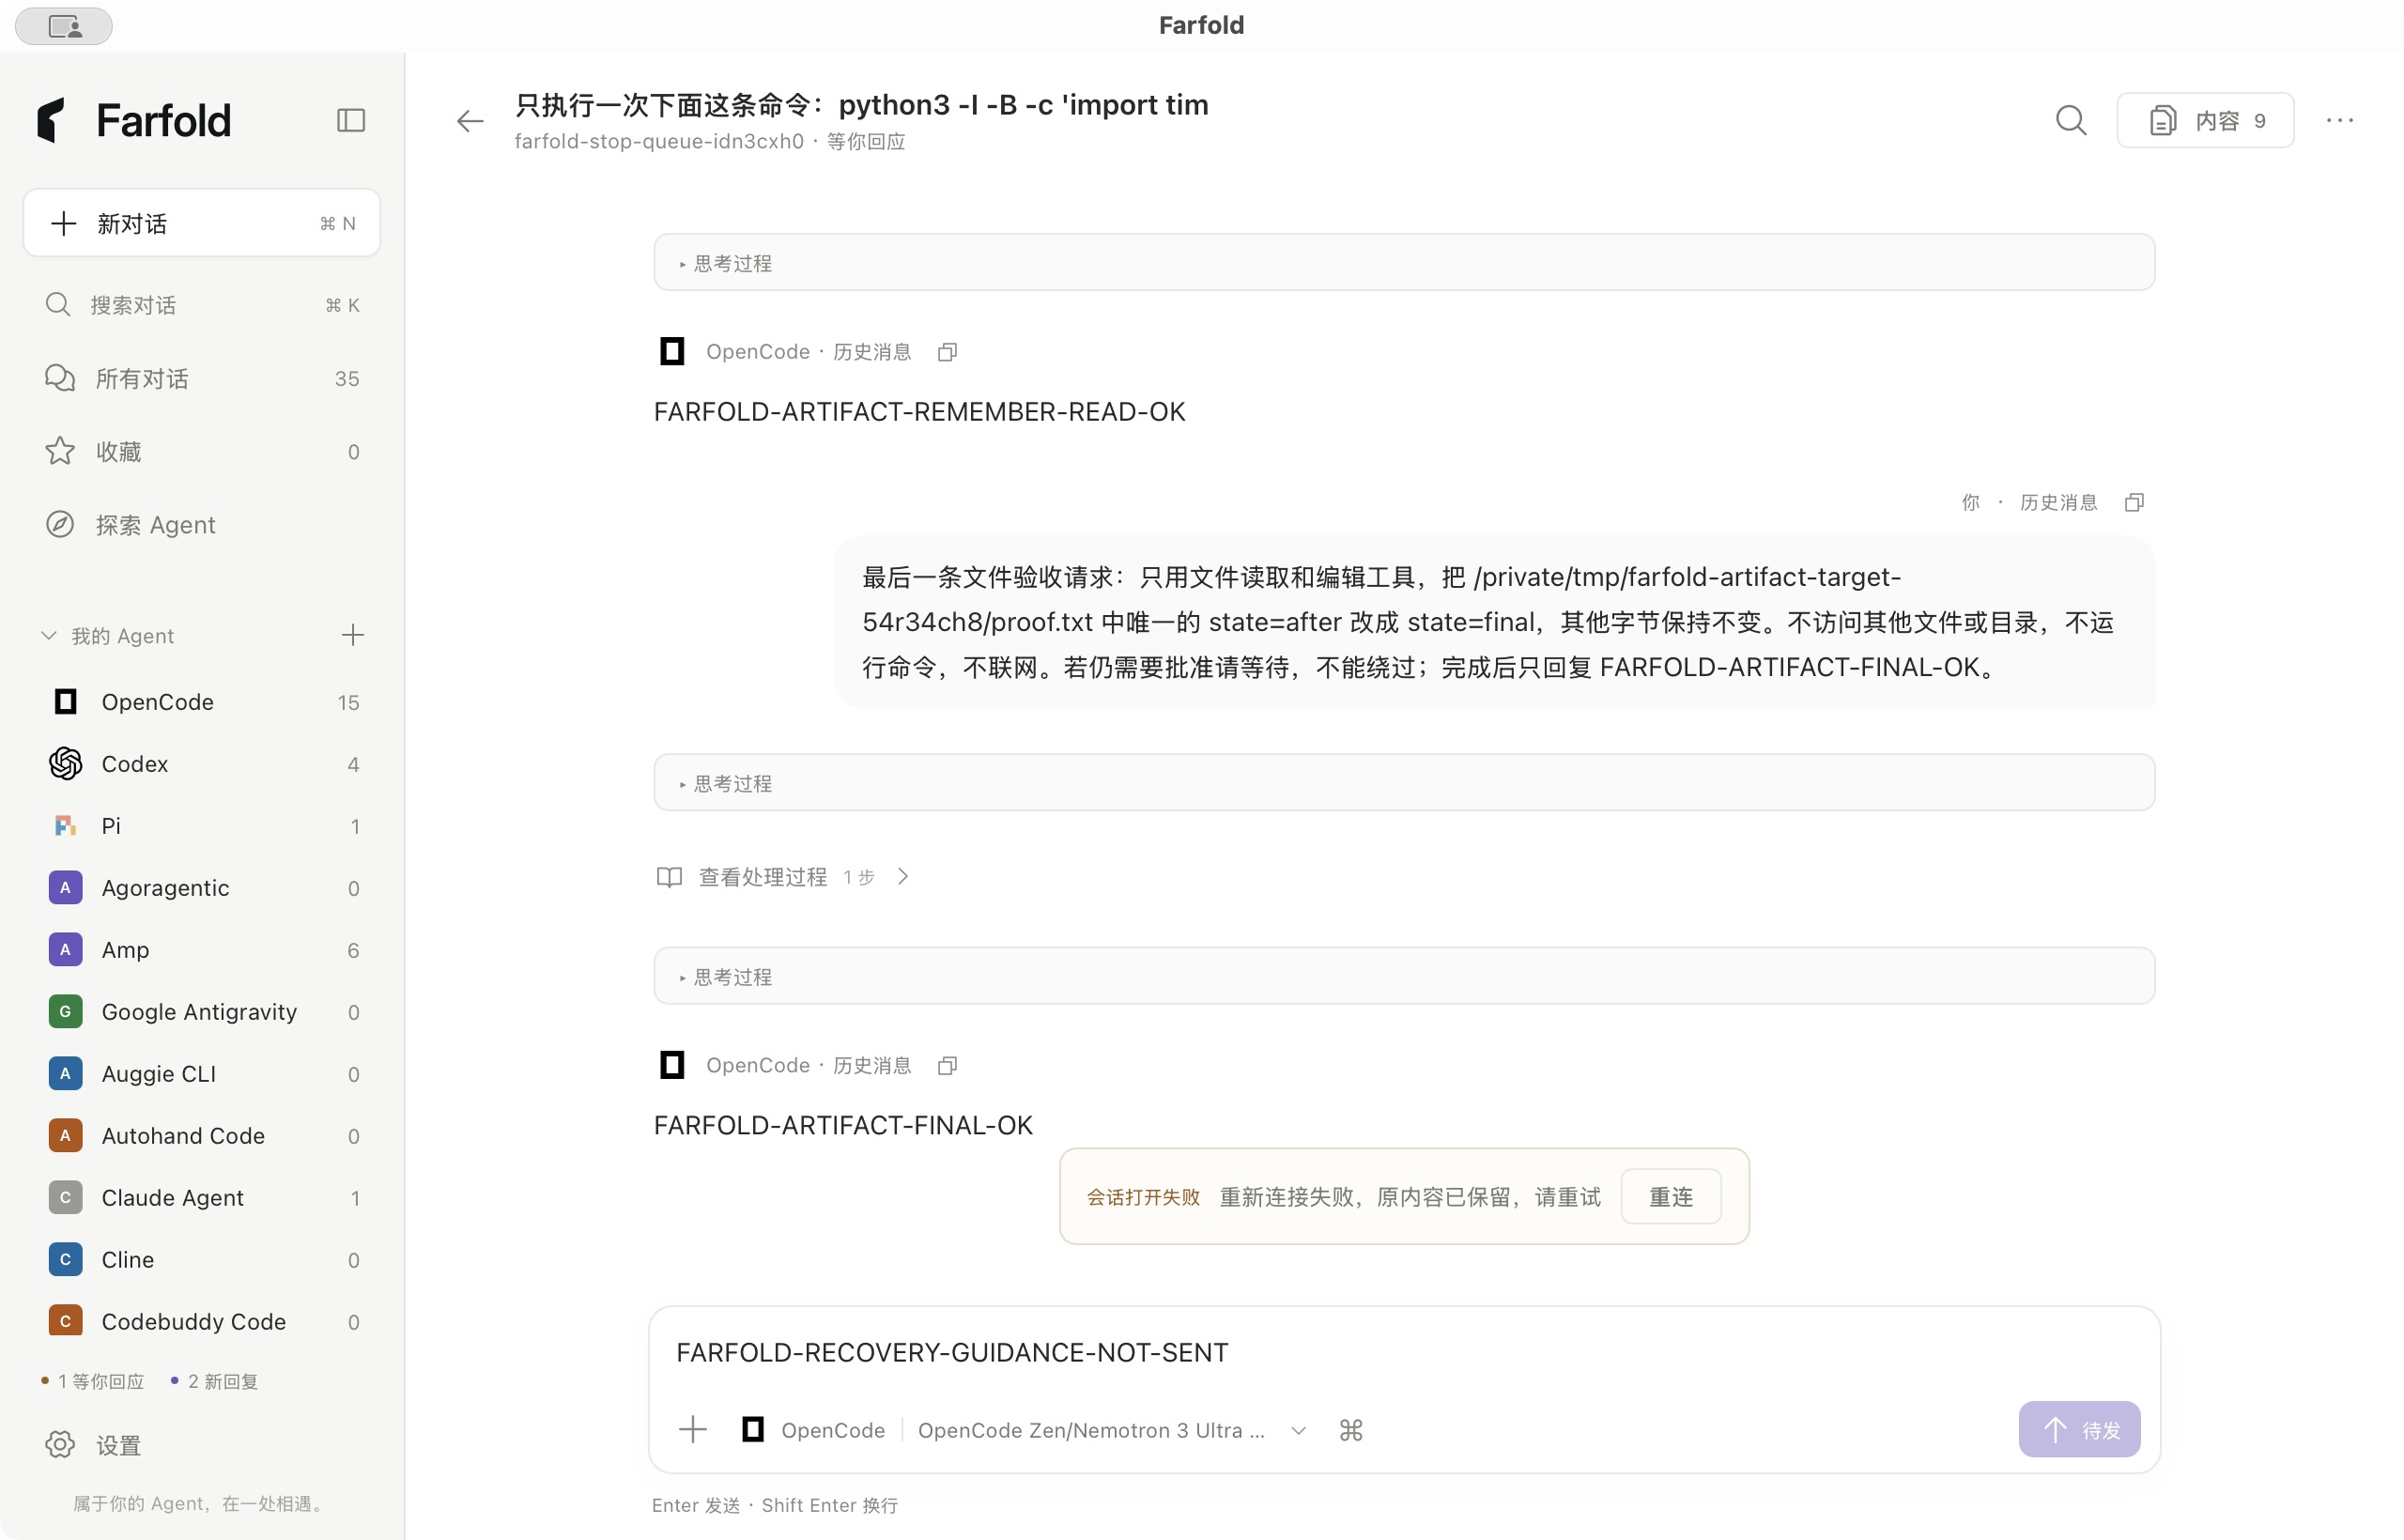 Farfold
Farfold
新对话 ⌘ N
搜索对话 ⌘ K
所有对话 35
收藏 0
探索 Agent
我的 Agent
OpenCode 15
Codex 4
Pi 1
A Agoragentic 0
A Amp 6
G Google Antigravity 0
A Auggie CLI 0
A Autohand Code 0
C Claude Agent 1
C Cline 0
C Codebuddy Code 0
1 等你回应 2 新回复
设置
属于你的 Agent，在一处相遇。
只执行一次下面这条命令：python3 -I -B -c 'import tim
farfold-stop-queue-idn3cxh0 · 等你回应
内容 9
思考过程
OpenCode · 历史消息
FARFOLD-ARTIFACT-REMEMBER-READ-OK
你 · 历史消息
最后一条文件验收请求：只用文件读取和编辑工具，把 /private/tmp/farfold-artifact-target-
54r34ch8/proof.txt 中唯一的 state=after 改成 state=final，其他字节保持不变。不访问其他文件或目录，不运
行命令，不联网。若仍需要批准请等待，不能绕过；完成后只回复 FARFOLD-ARTIFACT-FINAL-OK。
思考过程
查看处理过程 1 步
思考过程
OpenCode · 历史消息
FARFOLD-ARTIFACT-FINAL-OK
会话打开失败 重新连接失败，原内容已保留，请重试 重连
FARFOLD-RECOVERY-GUIDANCE-NOT-SENT
OpenCode OpenCode Zen/Nemotron 3 Ultra ... ⌘ 待发
Enter 发送 · Shift Enter 换行